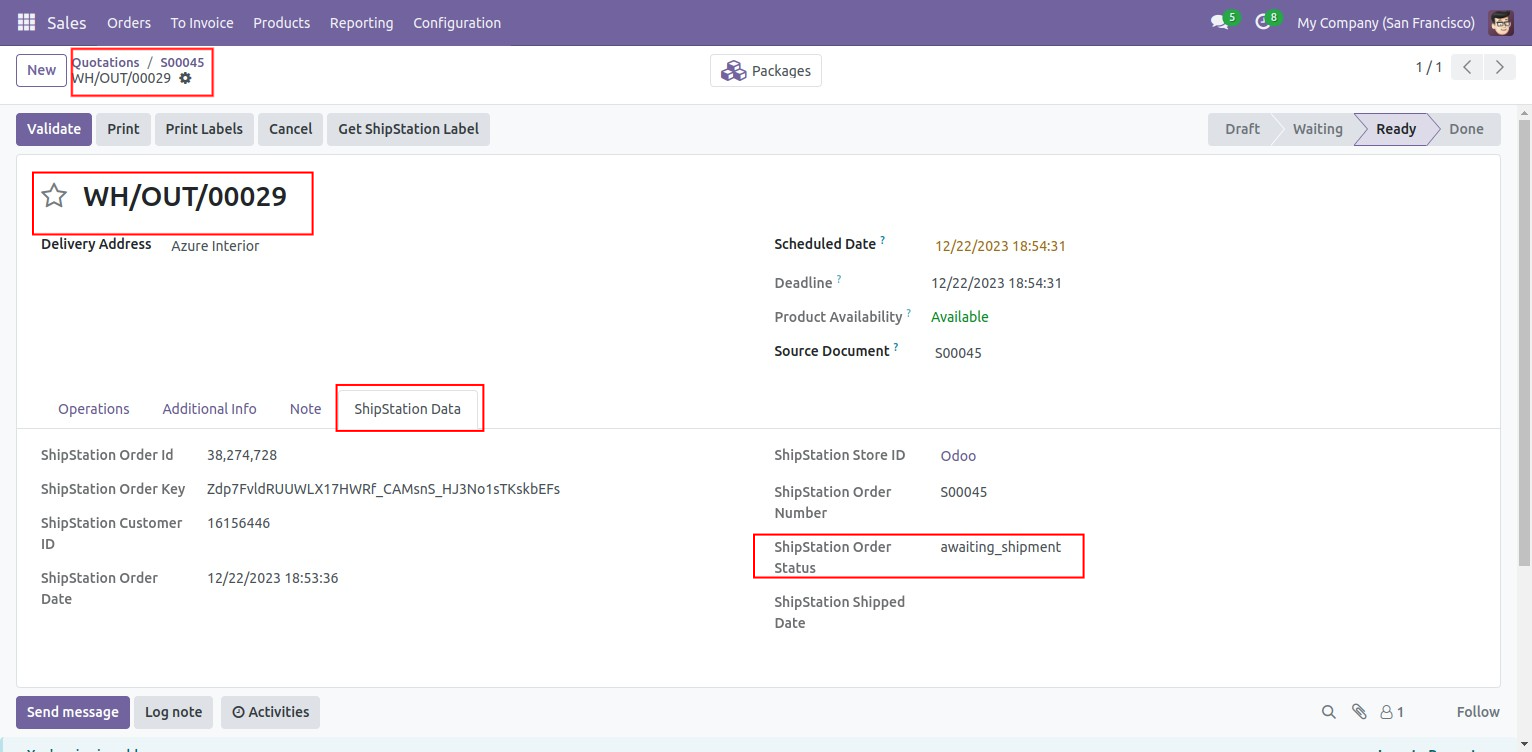 Sales Orders To Invoice Products Reporting Configuration 5 8 My Company (San Francisco)
New Quotations / S00045
WH/OUT/00029
Packages
1 / 1
Validate Print Print Labels Cancel Get ShipStation Label Draft Waiting Ready Done
WH/OUT/00029
Delivery Address Azure Interior
Scheduled Date ? 12/22/2023 18:54:31
Deadline ? 12/22/2023 18:54:31
Product Availability ? Available
Source Document ? S00045
Operations Additional Info Note ShipStation Data
ShipStation Order Id 38,274,728
ShipStation Order Key Zdp7FvldRUUWLX17HWRf_CAMsnS_HJ3No1sTKskbEFs
ShipStation Customer 16156446
ID
ShipStation Order 12/22/2023 18:53:36
Date
ShipStation Store ID Odoo
ShipStation Order S00045
Number
ShipStation Order awaiting_shipment
Status
ShipStation Shipped
Date
Send message Log note Activities 1 Follow